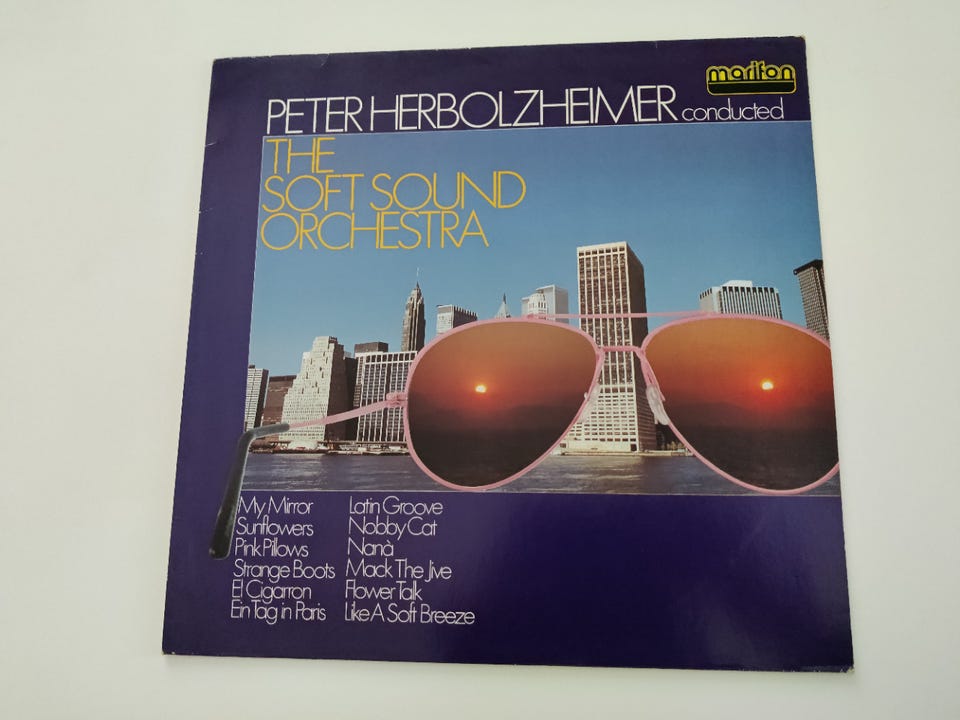 marifon
PETER HERBOLZHEIMER conducted
THE
SOFT SOUND
ORCHESTRA
My Mirror
Sunflowers
Pink Pillows
Strange Boots
El Cigarron
Ein Tag in Paris
Latin Groove
Nobby Cat
Nanà
Mack The Jive
Flower Talk
Like A Soft Breeze